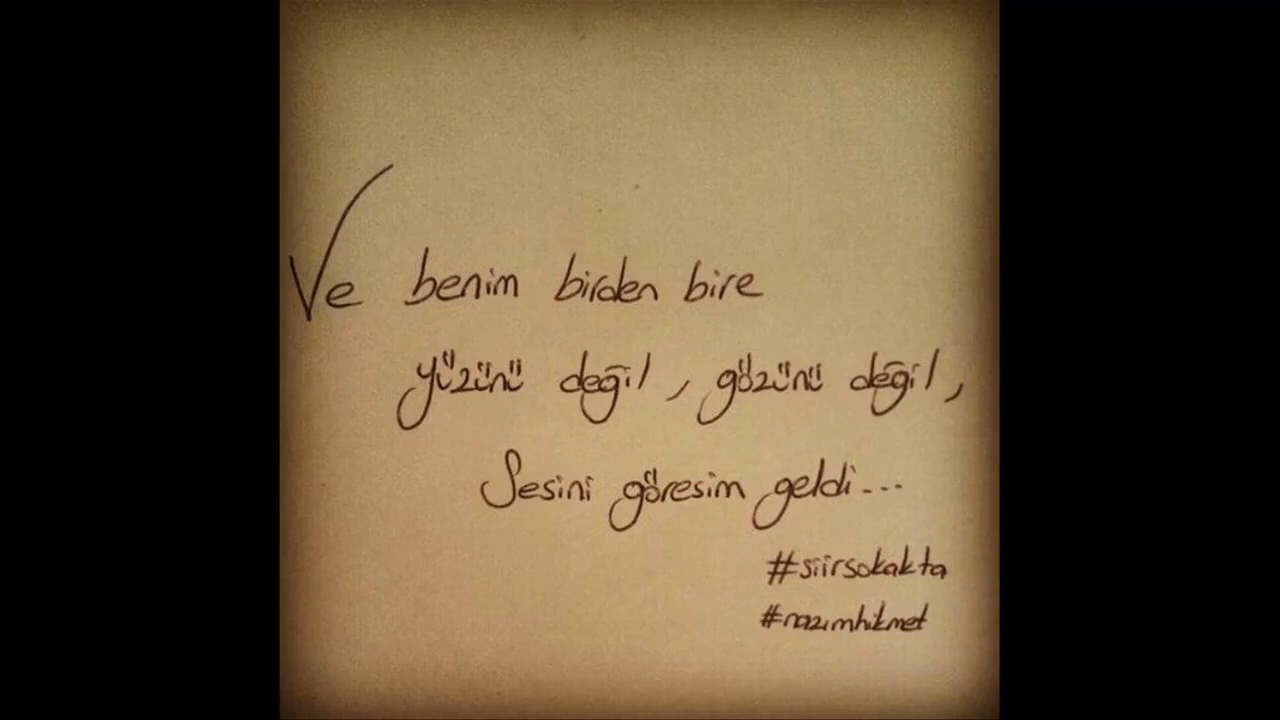 Ve benim birden bire
yüzünü değil, gözünü değil,
Sesini göresim geldi...
#siirsokakta
#nazımhikmet